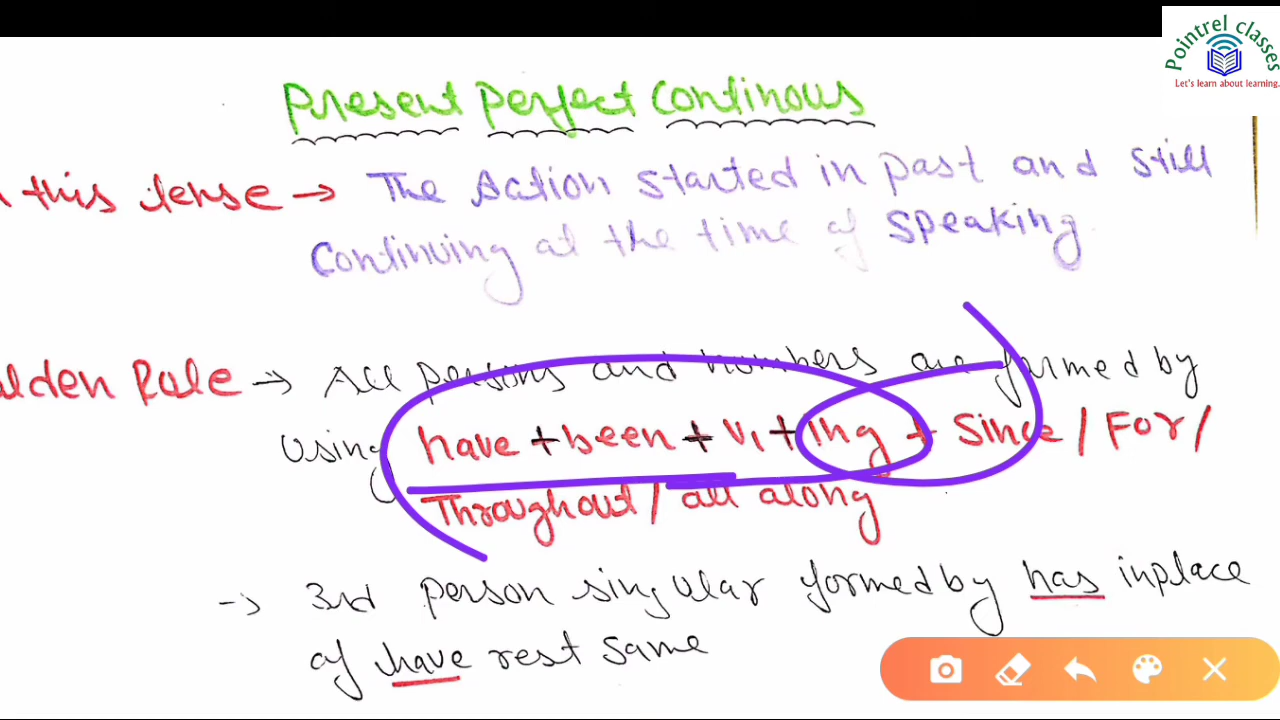 Pointrel classes
Let's learn about learning.
Present Perfect Continous
this tense → The Action started in Past and still
Continuing at the time of speaking
Rule → All persons and numbers are formed by
using have + been + V1 + ing + Since / For /
Throughout / all along
→ 3rd person singular formed by has inplace
of have rest same